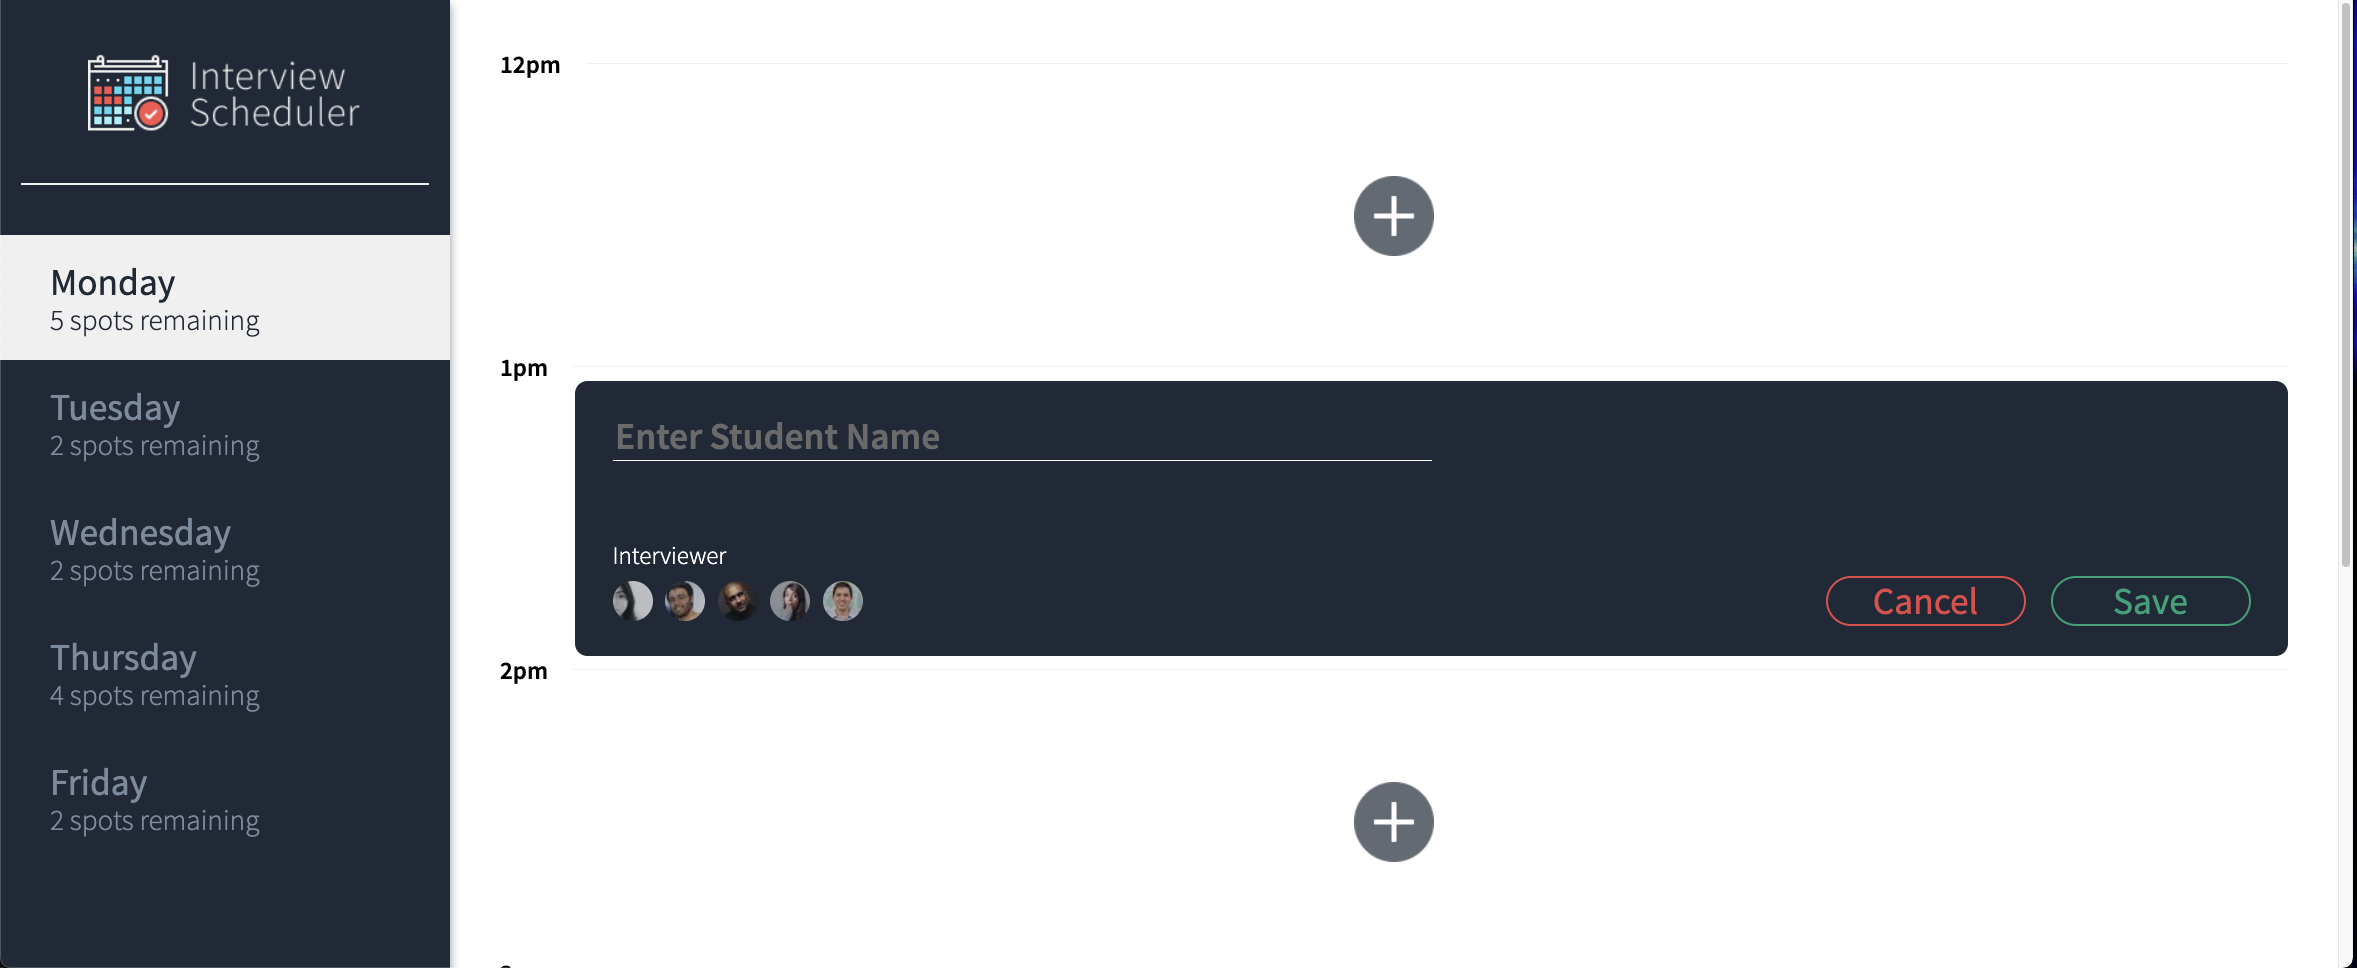 Interview
Scheduler
Monday
5 spots remaining
Tuesday
2 spots remaining
Wednesday
2 spots remaining
Thursday
4 spots remaining
Friday
2 spots remaining
12pm
1pm
Enter Student Name
Interviewer
Cancel
Save
2pm